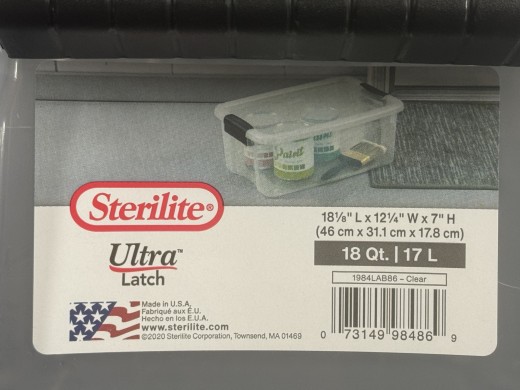 Paint
Sterilite®
Ultra™
Latch
18⅛" L x 12¼" W x 7" H
(46 cm x 31.1 cm x 17.8 cm)
18 Qt. | 17 L
1984LAB86 – Clear
Made in U.S.A.
Fabriqué aux É.U.
Hecho en los E.U.A.
www.sterilite.com
©2020 Sterilite Corporation, Townsend, MA 01469
0 73149 98486 9